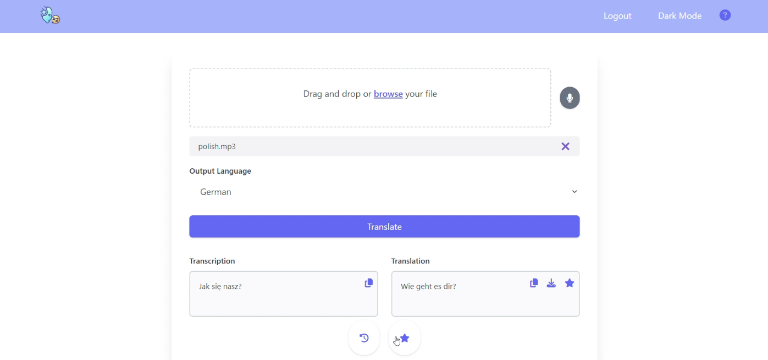 Logout Dark Mode ?
Drag and drop or browse your file
polish.mp3
Output Language
German
Translate
Transcription
Translation
Jak się nasz?
Wie geht es dir?